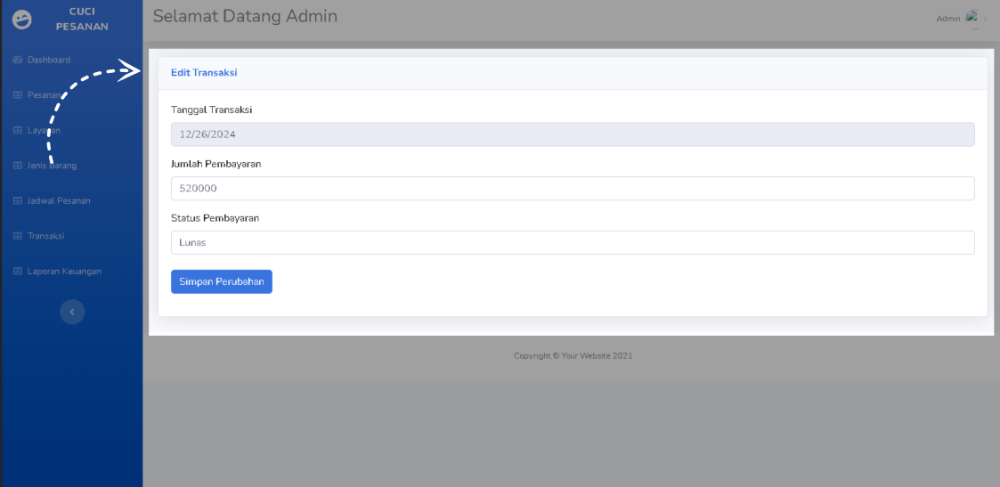 CUCI
PESANAN
Selamat Datang Admin
Admin
Dashboard
Pesanan
Layanan
Jenis Barang
Jadwal Pesanan
Transaksi
Laporan Keuangan
Edit Transaksi
Tanggal Transaksi
12/26/2024
Jumlah Pembayaran
520000
Status Pembayaran
Lunas
Simpan Perubahan
Copyright © Your Website 2021